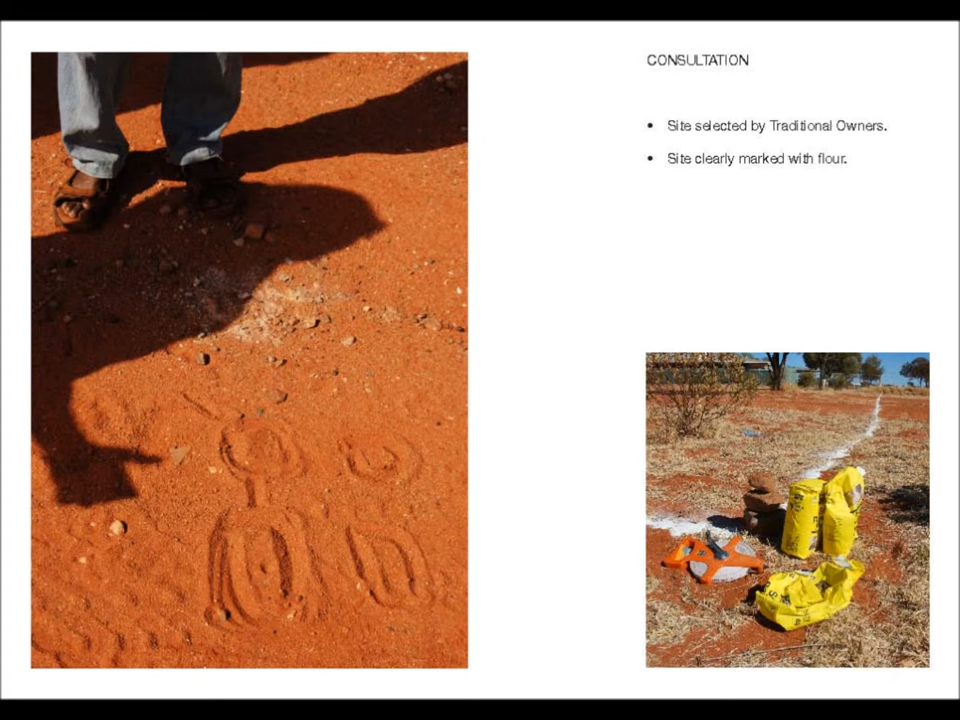 CONSULTATION
• Site selected by Traditional Owners.
• Site clearly marked with flour.